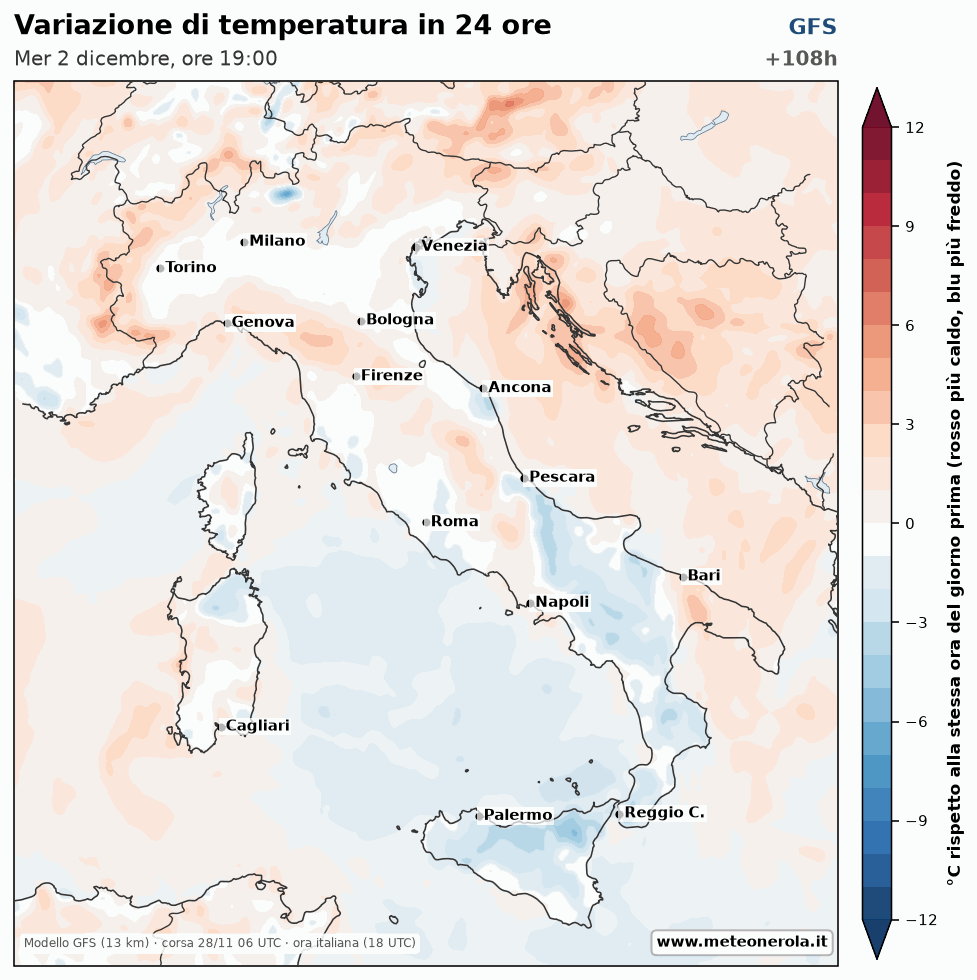 Variazione di temperatura in 24 ore
GFS
Mer 2 dicembre, ore 19:00
+108h
Milano
Venezia
Torino
Genova
Bologna
Firenze
Ancona
Pescara
Roma
Bari
Napoli
Cagliari
Palermo
Reggio C.
12
9
6
3
0
−3
−6
−9
−12
°C rispetto alla stessa ora del giorno prima (rosso più caldo, blu più freddo)
Modello GFS (13 km) · corsa 28/11 06 UTC · ora italiana (18 UTC)
www.meteonerola.it